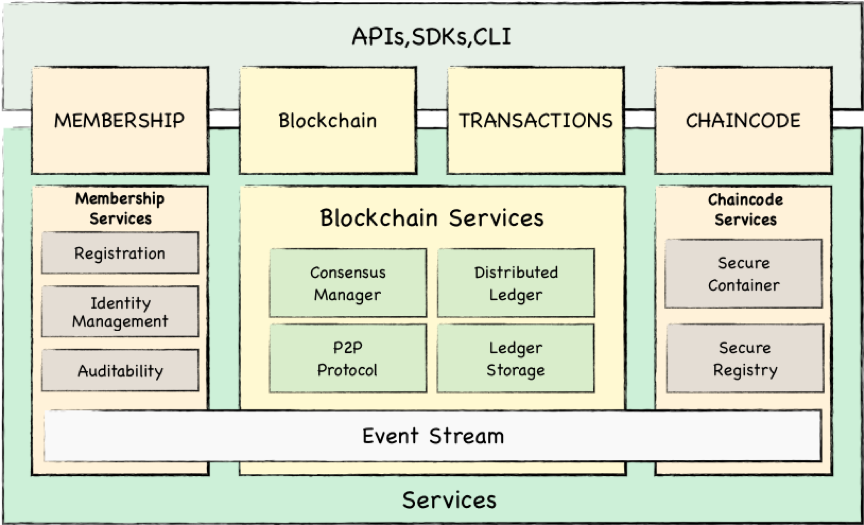 APIs,SDKs,CLI
MEMBERSHIP
Blockchain
TRANSACTIONS
CHAINCODE
Membership
Services
Registration
Identity
Management
Auditability
Blockchain Services
Consensus
Manager
Distributed
Ledger
P2P
Protocol
Ledger
Storage
Chaincode
Services
Secure
Container
Secure
Registry
Event Stream
Services